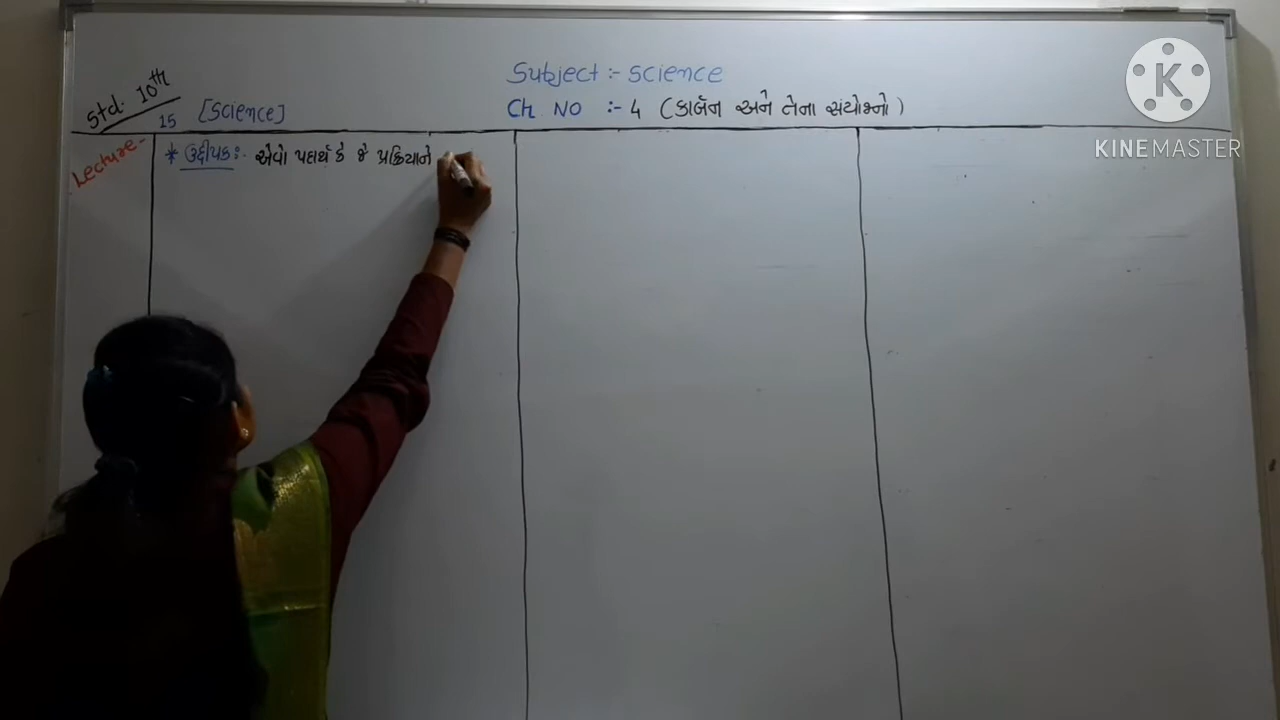 Subject :- Science
Std. 10th
15 [Science]
Ch NO :- 4 (કાર્બન અને તેના સંયોજનો)
Lecture -
* ઉદ્દીપક :- એવો પદાર્થ કે જે પ્રક્રિયાને
K
KINEMASTER